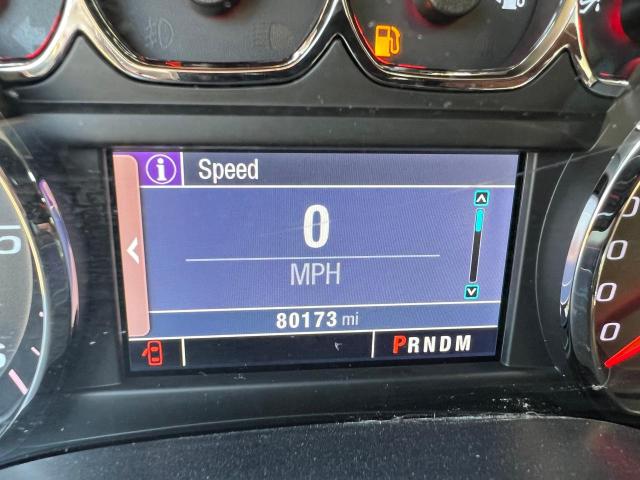 Speed
0
MPH
80173 mi
PRNDM